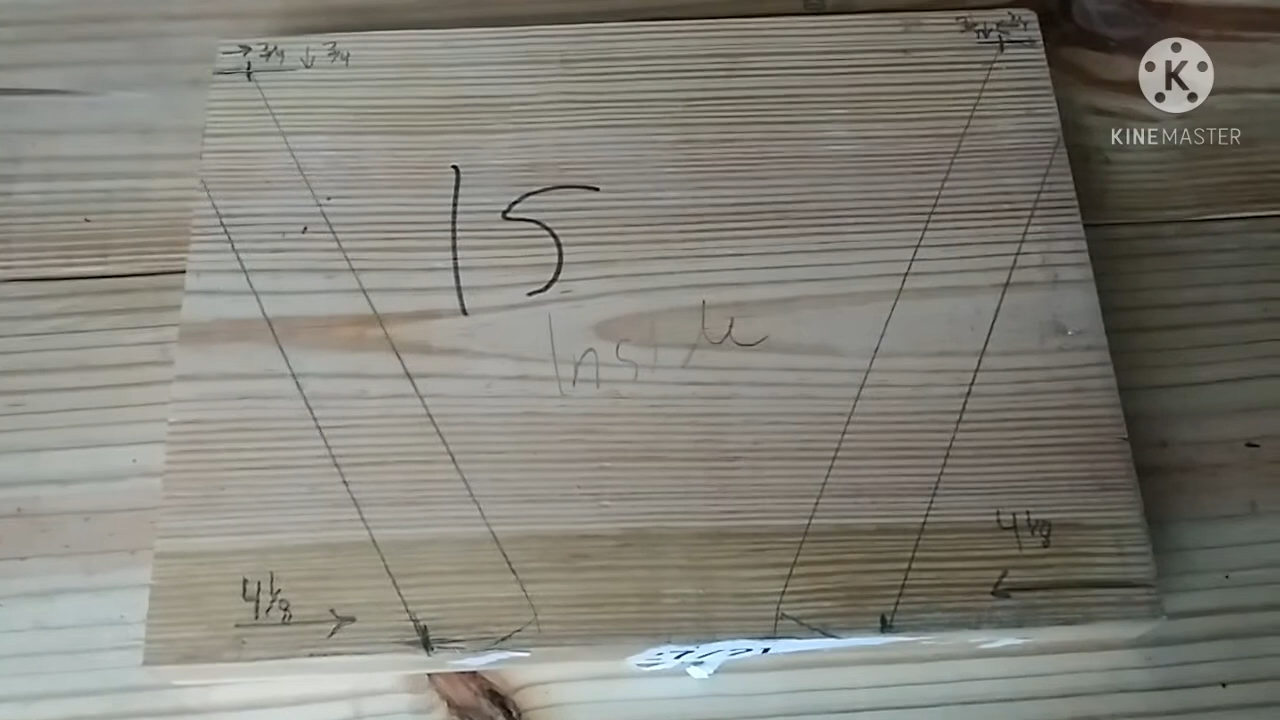 → 3/4 ↓ 3/4
3/4 ↓ ← 3/4
K
KINEMASTER
15
Inside
4 1/8 →
4 1/8 ←